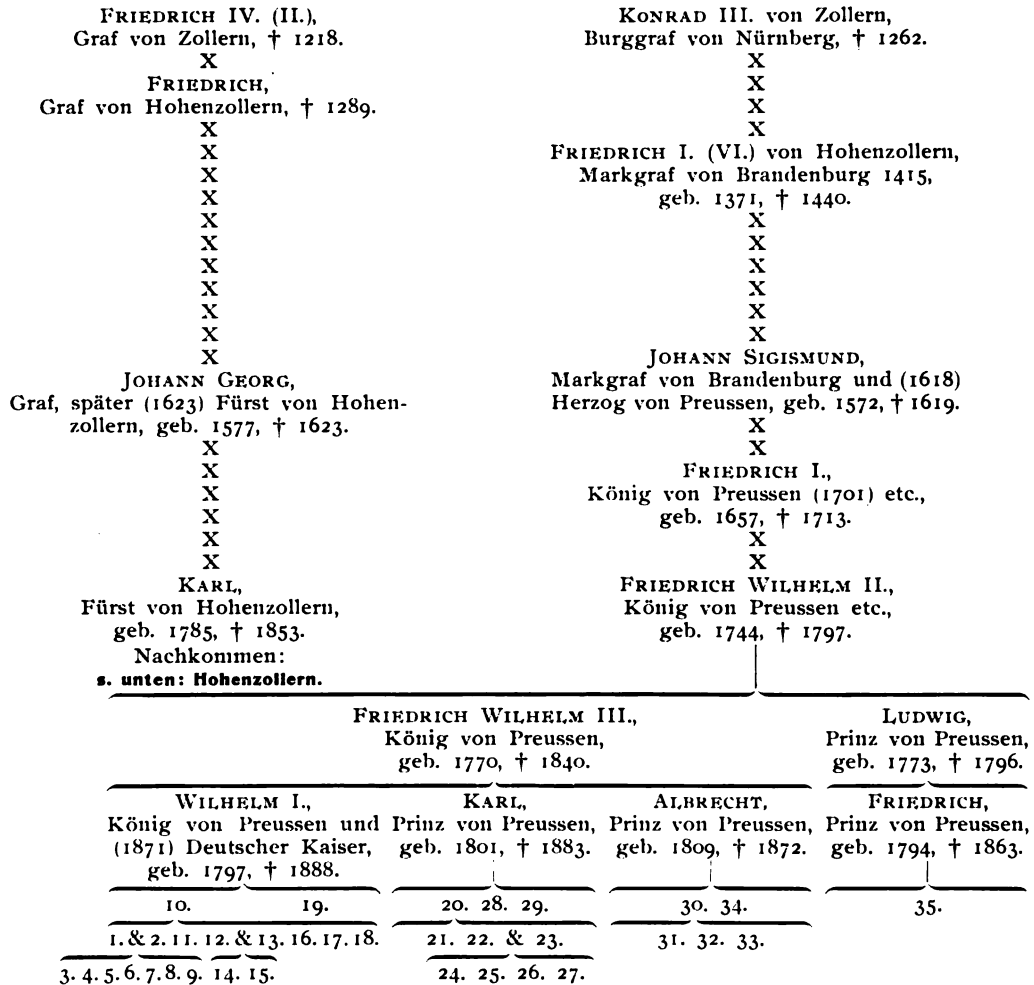 FRIEDRICH IV. (II.),
Graf von Zollern, † 1218.
X
FRIEDRICH,
Graf von Hohenzollern, † 1289.
X
X
X
X
X
X
X
X
X
X
X
JOHANN GEORG,
Graf, später (1623) Fürst von Hohen-
zollern, geb. 1577, † 1623.
X
X
X
X
X
X
KARL,
Fürst von Hohenzollern,
geb. 1785, † 1853.
Nachkommen:
s. unten: Hohenzollern.
KONRAD III. von Zollern,
Burggraf von Nürnberg, † 1262.
X
X
X
X
FRIEDRICH I. (VI.) von Hohenzollern,
Markgraf von Brandenburg 1415,
geb. 1371, † 1440.
X
X
X
X
X
X
JOHANN SIGISMUND,
Markgraf von Brandenburg und (1618)
Herzog von Preussen, geb. 1572, † 1619.
X
X
FRIEDRICH I.,
König von Preussen (1701) etc.,
geb. 1657, † 1713.
X
X
FRIEDRICH WILHELM II.,
König von Preussen etc.,
geb. 1744, † 1797.
FRIEDRICH WILHELM III.,
König von Preussen,
geb. 1770, † 1840.
LUDWIG,
Prinz von Preussen,
geb. 1773, † 1796.
WILHELM I.,
König von Preussen und
(1871) Deutscher Kaiser,
geb. 1797, † 1888.
KARL,
Prinz von Preussen,
geb. 1801, † 1883.
ALBRECHT,
Prinz von Preussen,
geb. 1809, † 1872.
FRIEDRICH,
Prinz von Preussen,
geb. 1794, † 1863.
10. 19. 20. 28. 29. 30. 34. 35.
1. & 2. 11. 12. & 13. 16. 17. 18. 21. 22. & 23. 31. 32. 33.
3. 4. 5. 6. 7. 8. 9. 14. 15. 24. 25. 26. 27.